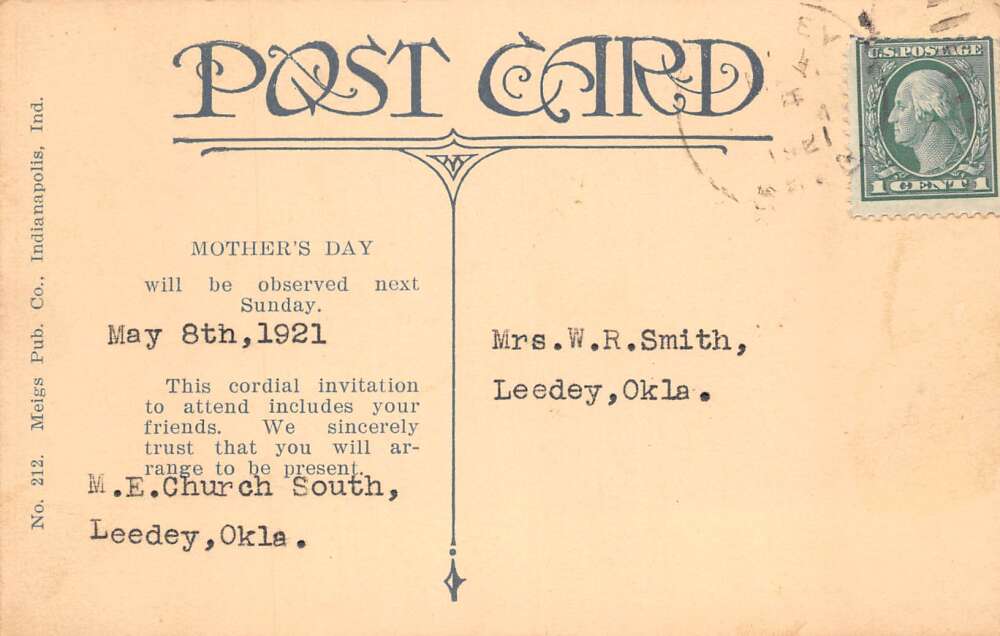 POST CARD
U.S. POSTAGE
1 CENT 1
MOTHER'S DAY
will be observed next
Sunday.
May 8th,1921
This cordial invitation
to attend includes your
friends. We sincerely
trust that you will ar-
range to be present.
M.E.Church South,
Leedey,Okla.
Mrs.W.R.Smith,
Leedey,Okla.
No. 212. Meigs Pub. Co., Indianapolis, Ind.